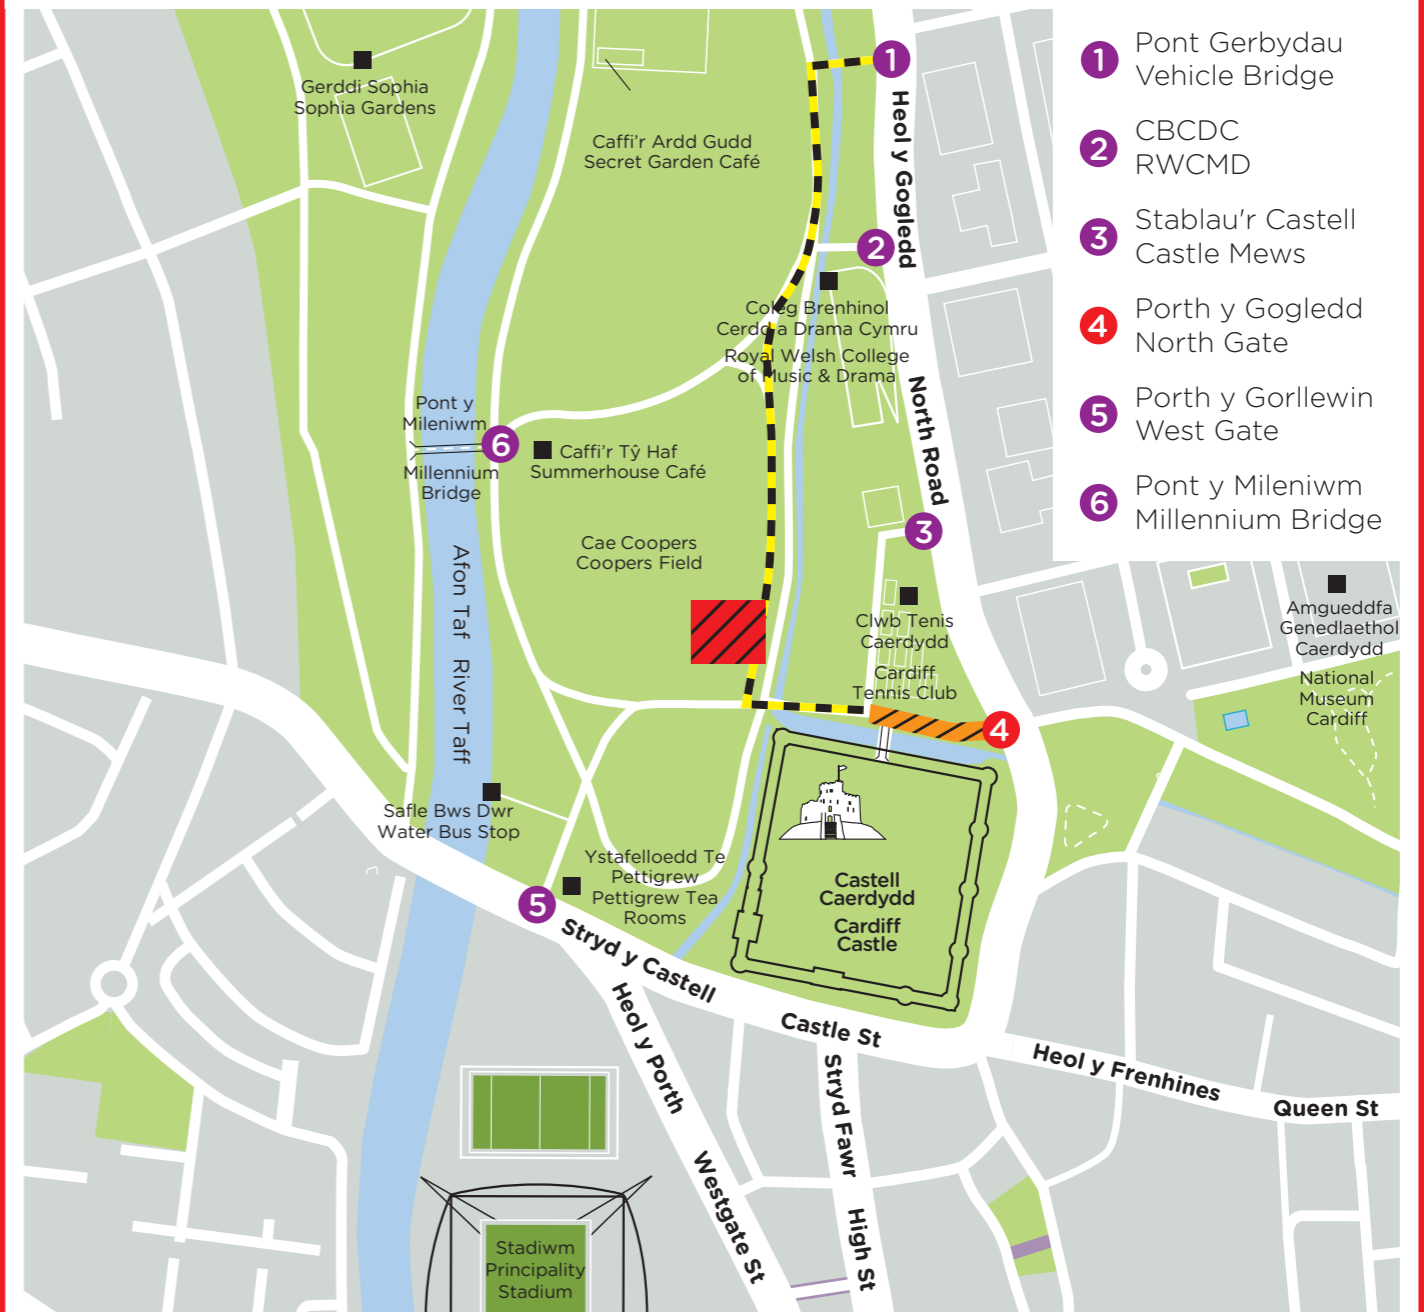 1
Pont Gerbydau
Vehicle Bridge
2
CBCDC
RWCMD
3
Stablau'r Castell
Castle Mews
4
Porth y Gogledd
North Gate
5
Porth y Gorllewin
West Gate
6
Pont y Mileniwm
Millennium Bridge
Gerddi Sophia
Sophia Gardens
Caffi'r Ardd Gudd
Secret Garden Café
1
Heol y Gogledd
2
Coleg Brenhinol
Cerdd a Drama Cymru
Royal Welsh College
of Music & Drama
North Road
Pont y
Mileniwm
6
Millennium
Bridge
Caffi'r Tŷ Haf
Summerhouse Café
3
Cae Coopers
Coopers Field
Afon Taf River Taff
Clwb Tenis
Caerdydd
Cardiff
Tennis Club
Amgueddfa
Genedlaethol
Caerdydd
National
Museum
Cardiff
4
Safle Bws Dwr
Water Bus Stop
Ystafelloedd Te
Pettigrew
Pettigrew Tea
Rooms
5
Castell
Caerdydd
Cardiff
Castle
Stryd y Castell
Castle St
Heol y Frenhines
Queen St
Heol y Porth
Westgate St
Stryd Fawr
High St
Stadiwm
Principality
Stadium